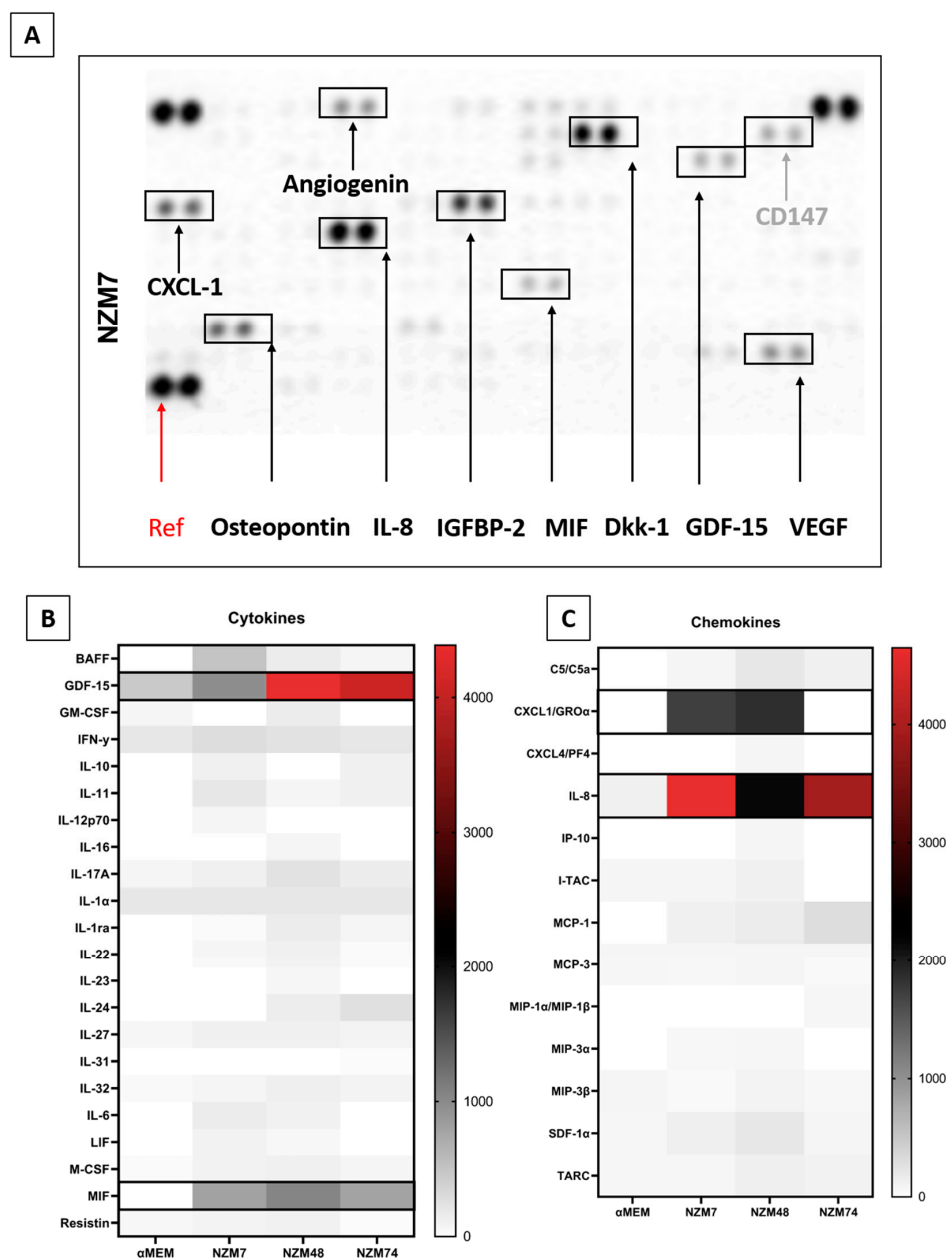 A
NZM7
Angiogenin
CD147
CXCL-1
Ref Osteopontin IL-8 IGFBP-2 MIF Dkk-1 GDF-15 VEGF
B
Cytokines
BAFF
GDF-15
GM-CSF
IFN-y
IL-10
IL-11
IL-12p70
IL-16
IL-17A
IL-1α
IL-1ra
IL-22
IL-23
IL-24
IL-27
IL-31
IL-32
IL-6
LIF
M-CSF
MIF
Resistin
αMEM NZM7 NZM48 NZM74
4000
3000
2000
1000
0
C
Chemokines
C5/C5a
CXCL1/GROα
CXCL4/PF4
IL-8
IP-10
I-TAC
MCP-1
MCP-3
MIP-1α/MIP-1β
MIP-3α
MIP-3β
SDF-1α
TARC
αMEM NZM7 NZM48 NZM74
4000
3000
2000
1000
0